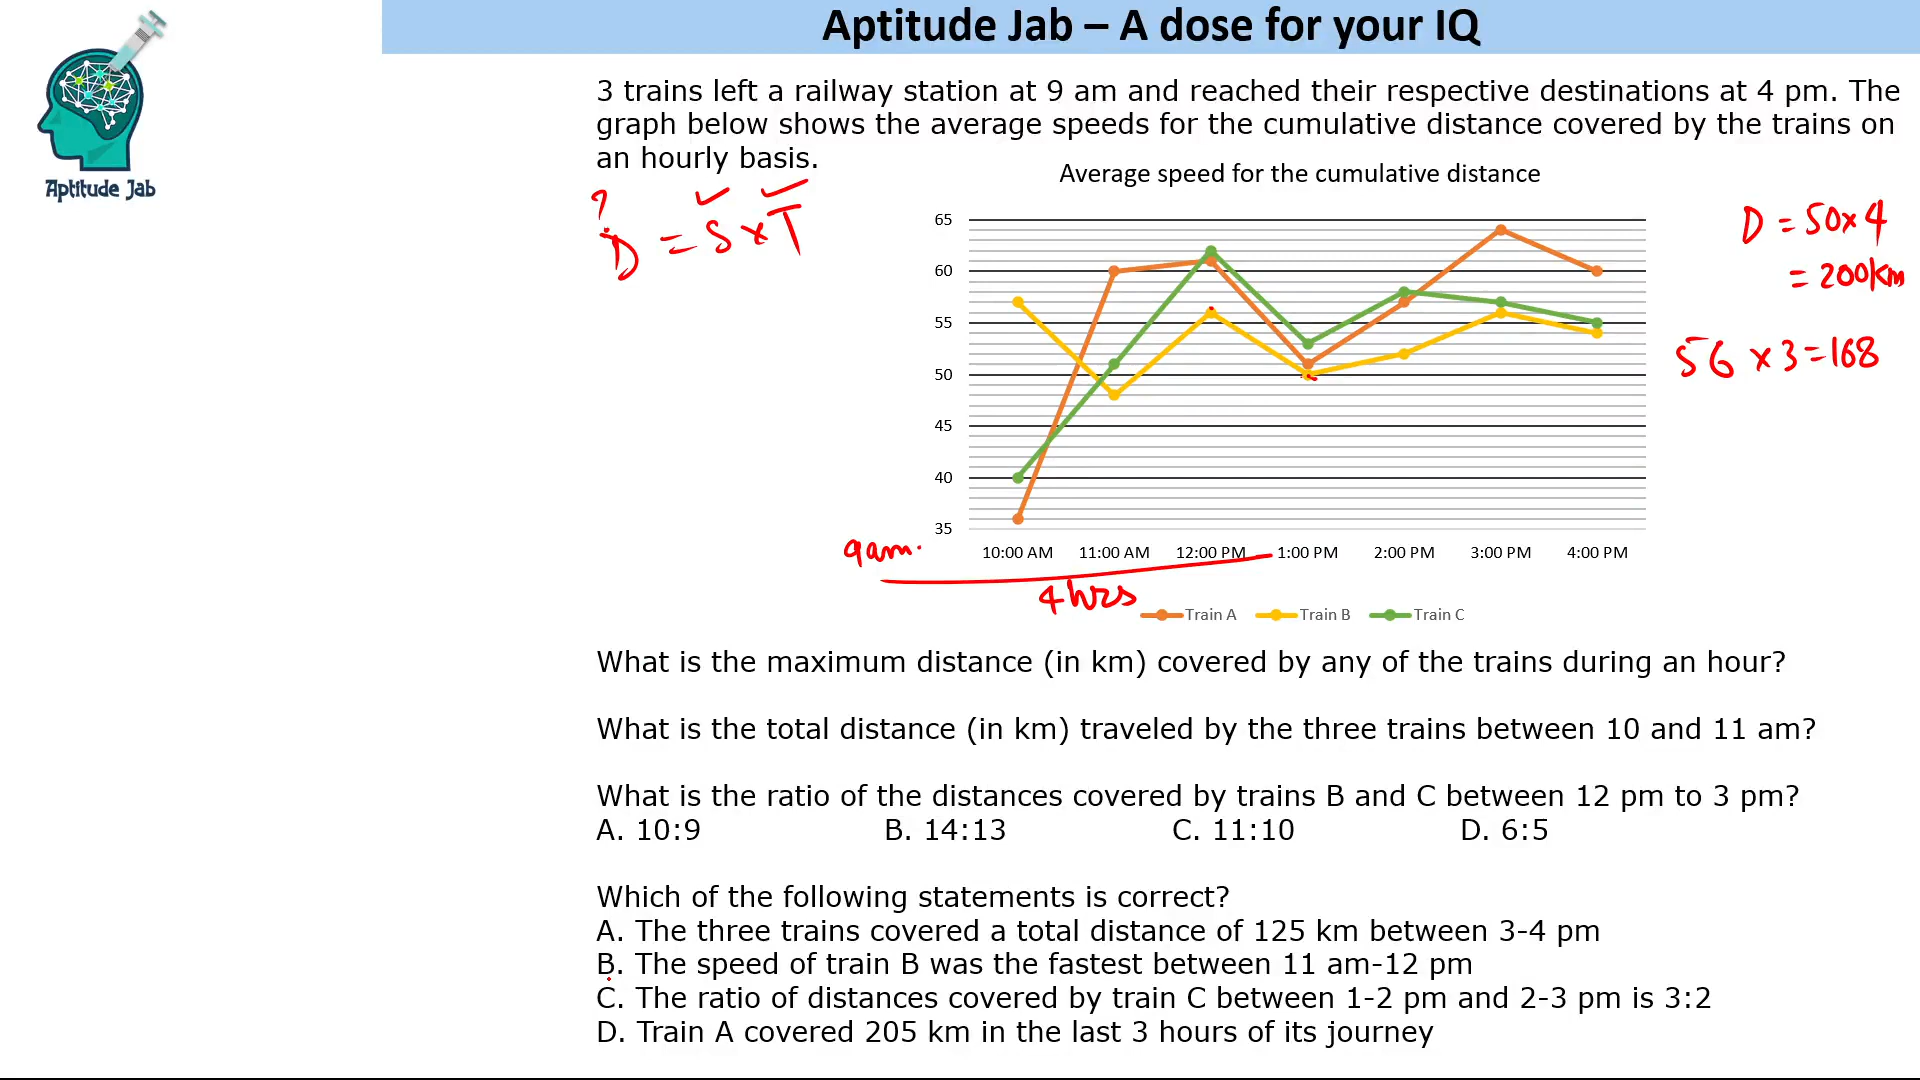 Aptitude Jab – A dose for your IQ
Aptitude Jab
3 trains left a railway station at 9 am and reached their respective destinations at 4 pm. The
graph below shows the average speeds for the cumulative distance covered by the trains on
an hourly basis.
Average speed for the cumulative distance
?
D = S x T
D = 50x4
= 200km
56 x 3 = 168
65
60
55
50
45
40
35
9am.
10:00 AM 11:00 AM 12:00 PM 1:00 PM 2:00 PM 3:00 PM 4:00 PM
4hrs
Train A Train B Train C
What is the maximum distance (in km) covered by any of the trains during an hour?
What is the total distance (in km) traveled by the three trains between 10 and 11 am?
What is the ratio of the distances covered by trains B and C between 12 pm to 3 pm?
A. 10:9 B. 14:13 C. 11:10 D. 6:5
Which of the following statements is correct?
A. The three trains covered a total distance of 125 km between 3-4 pm
B. The speed of train B was the fastest between 11 am-12 pm
C. The ratio of distances covered by train C between 1-2 pm and 2-3 pm is 3:2
D. Train A covered 205 km in the last 3 hours of its journey